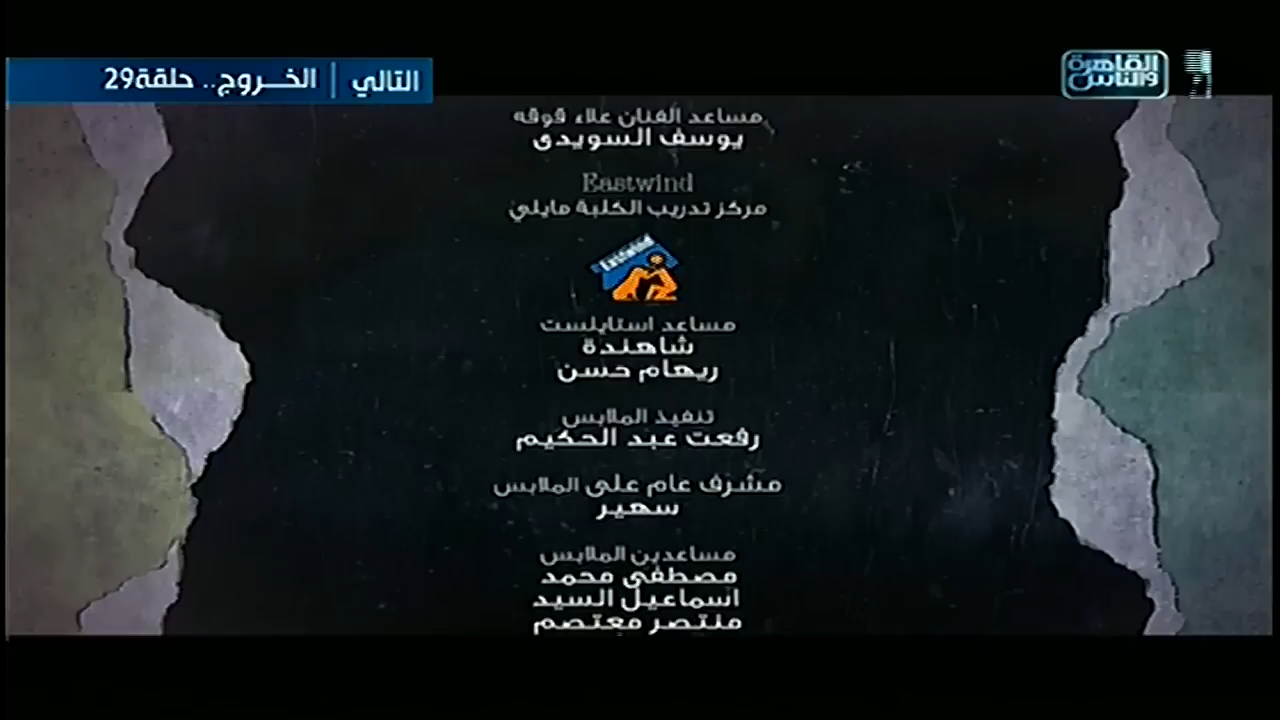 التالي | الخـروج.. حلقة29
القاهرة
والناس
مساعد الفنان علاء قوقه
يوسف السويدى
Eastwind
مركز تدريب الكلبة مايلي
Eastwind
مساعد استايلست
شاهندة
ريهام حسن
تنفيذ الملابس
رفعت عبد الحكيم
مشرف عام على الملابس
سهير
مساعدين الملابس
مصطفى محمد
اسماعيل السيد
منتصر معتصم